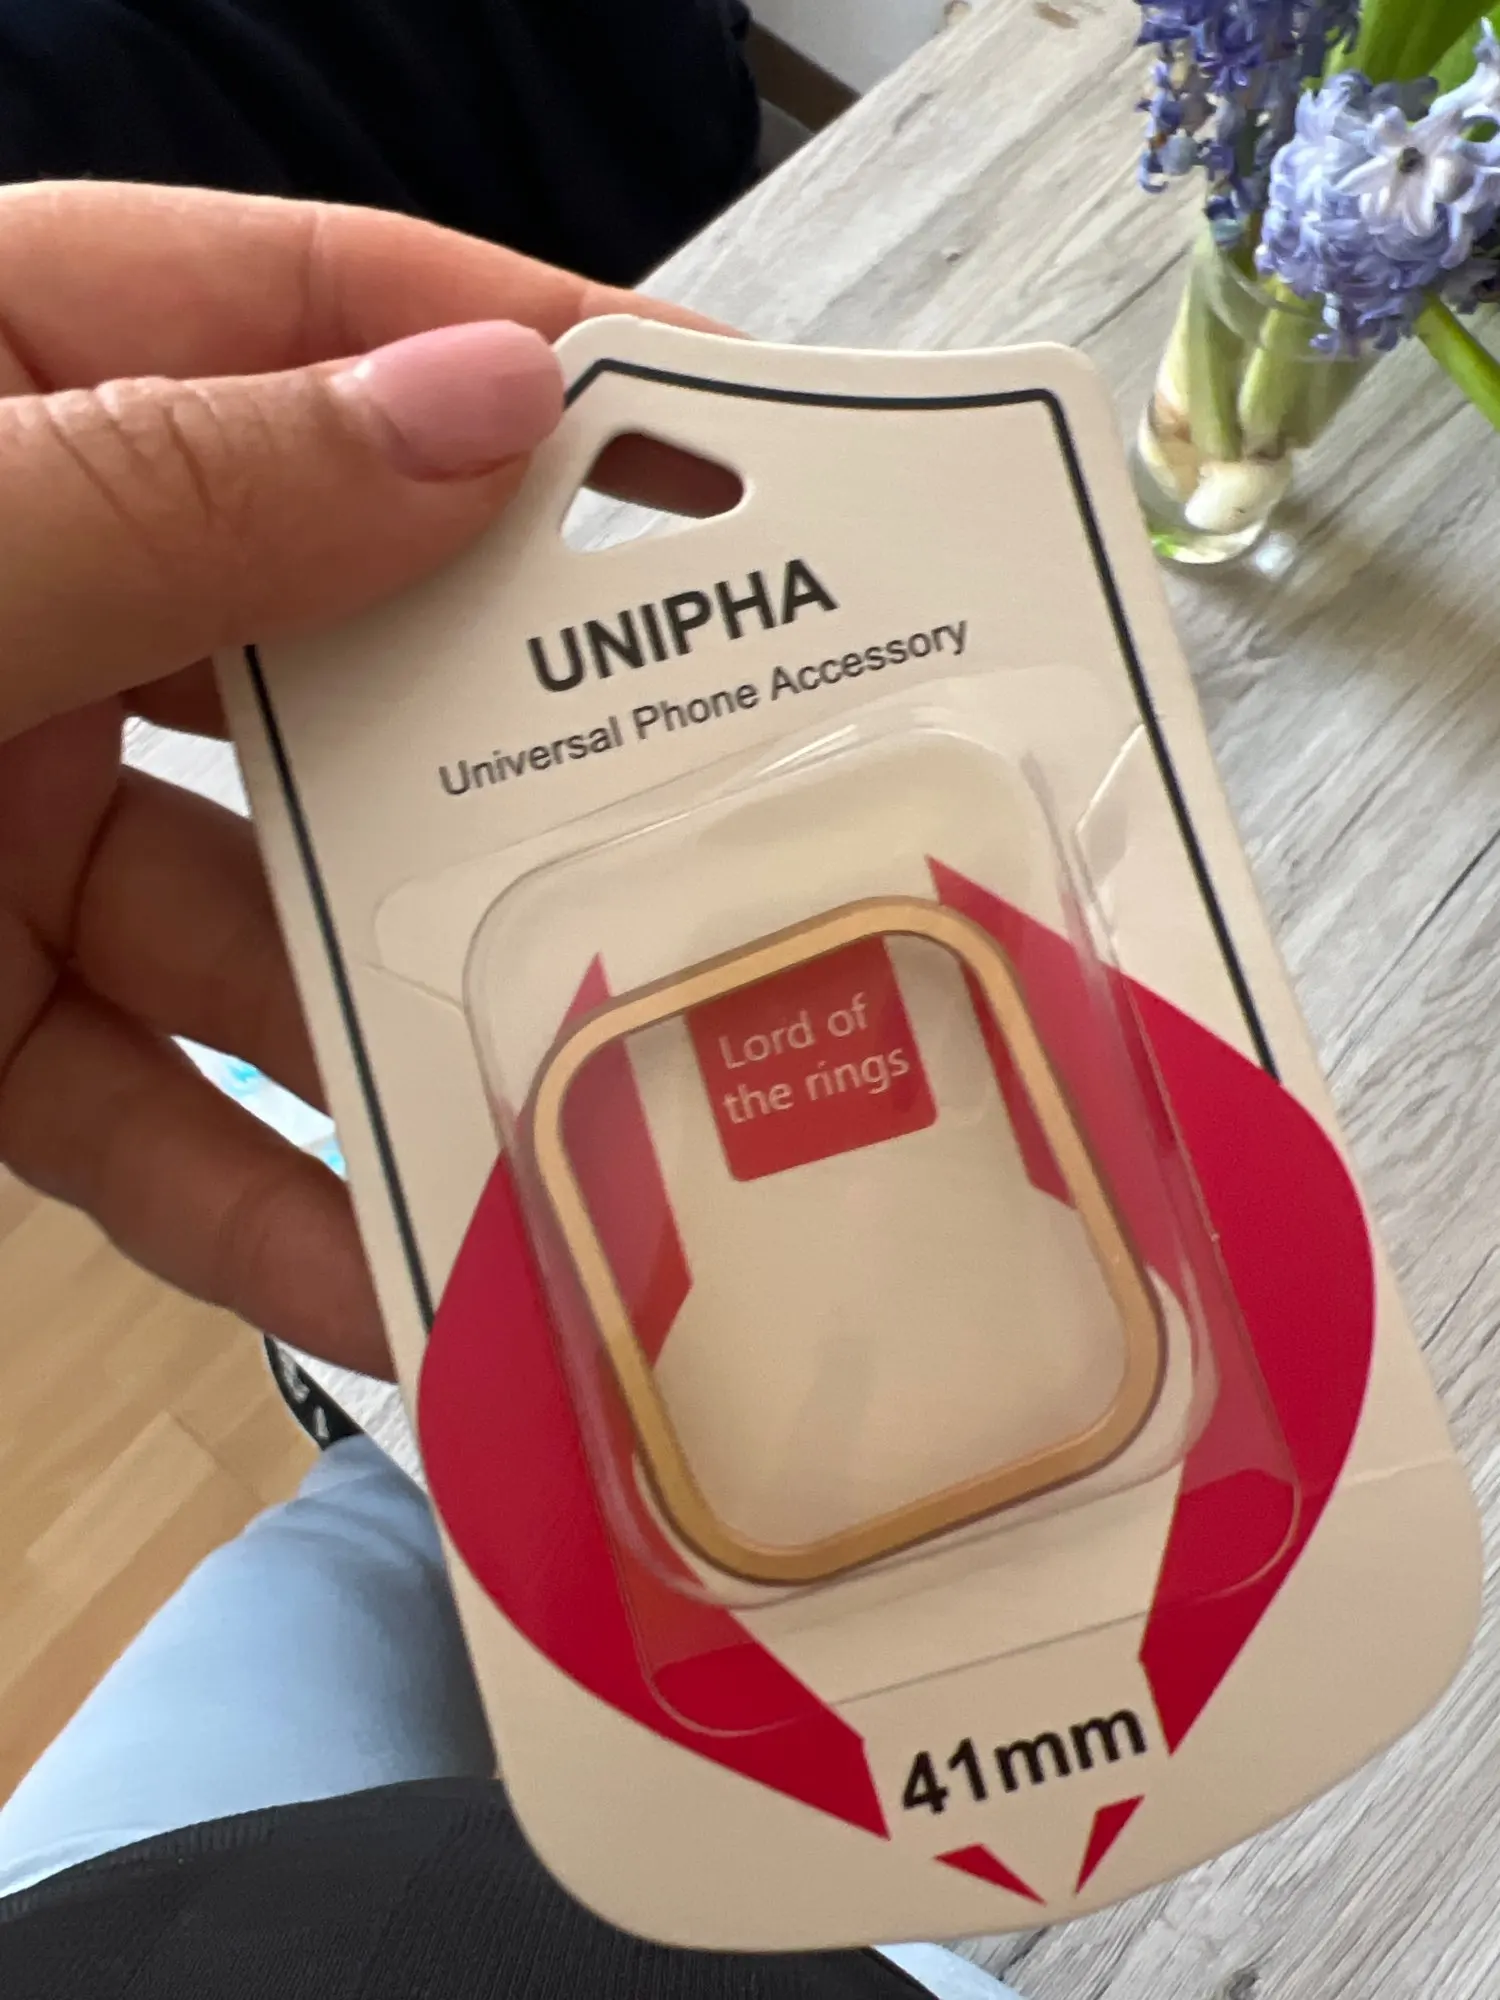 UNIPHA
Universal Phone Accessory
Lord of
the rings
41mm